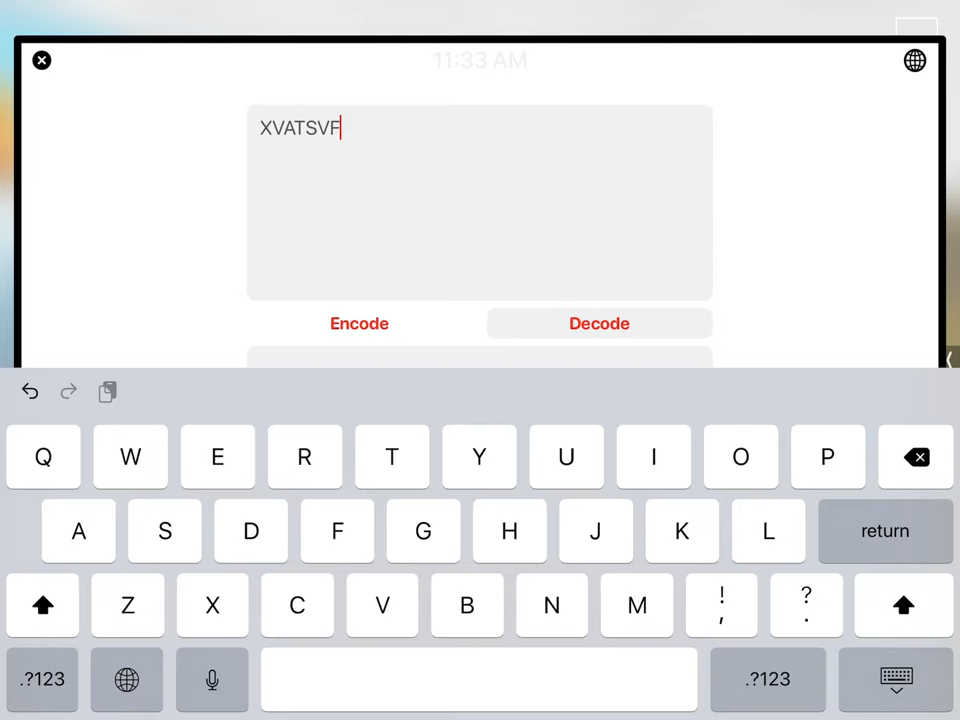 11:33 AM
XVATSVF
Encode
Decode
Q W E R T Y U I O P
A S D F G H J K L return
Z X C V B N M ! , ? .
.?123 .?123